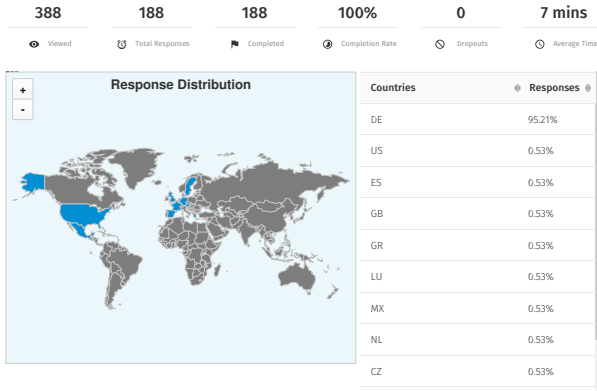 388 188 188 100% 0 7 mins
Viewed Total Responses Completed Completion Rate Dropouts Average Time
+
-
Response Distribution
Countries Responses
DE 95.21%
US 0.53%
ES 0.53%
GB 0.53%
GR 0.53%
LU 0.53%
MX 0.53%
NL 0.53%
CZ 0.53%